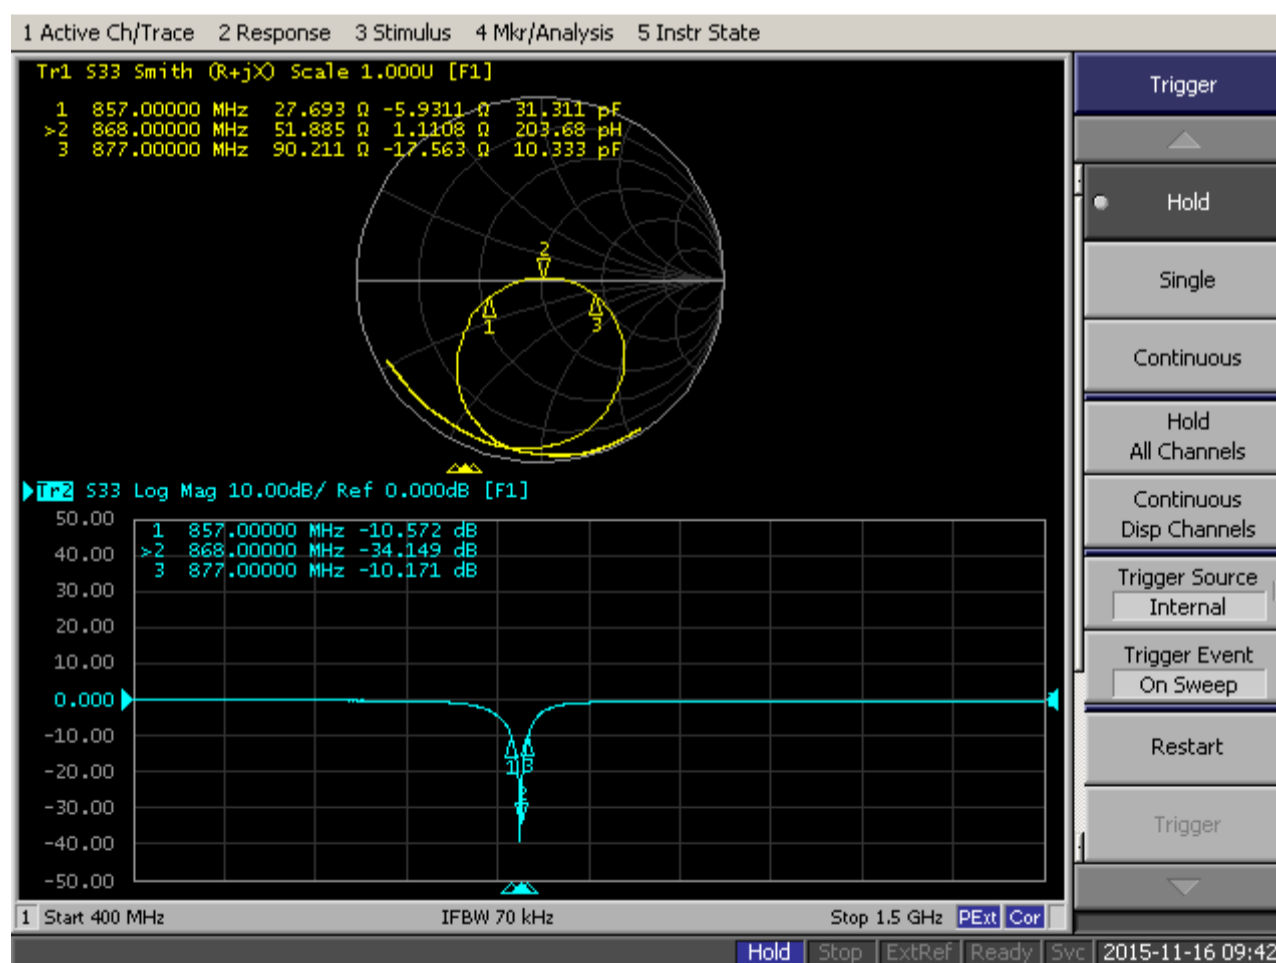 1 Active Ch/Trace 2 Response 3 Stimulus 4 Mkr/Analysis 5 Instr State
Tr1 S33 Smith (R+jX) Scale 1.000U [F1]
1 857.00000 MHz 27.693 Ω -5.9311 Ω 31.311 pF
>2 868.00000 MHz 51.885 Ω 1.1108 Ω 203.68 pH
3 877.00000 MHz 90.211 Ω -17.563 Ω 10.333 pF
2
1
3
Tr2 S33 Log Mag 10.00dB/ Ref 0.000dB [F1]
50.00
40.00
30.00
20.00
10.00
0.000
-10.00
-20.00
-30.00
-40.00
-50.00
1 857.00000 MHz -10.572 dB
>2 868.00000 MHz -34.149 dB
3 877.00000 MHz -10.171 dB
1 3
2
1 Start 400 MHz IFBW 70 kHz Stop 1.5 GHz PExt Cor
Trigger
Hold
Single
Continuous
Hold
All Channels
Continuous
Disp Channels
Trigger Source
Internal
Trigger Event
On Sweep
Restart
Trigger
Hold Stop ExtRef Ready Svc 2015-11-16 09:42